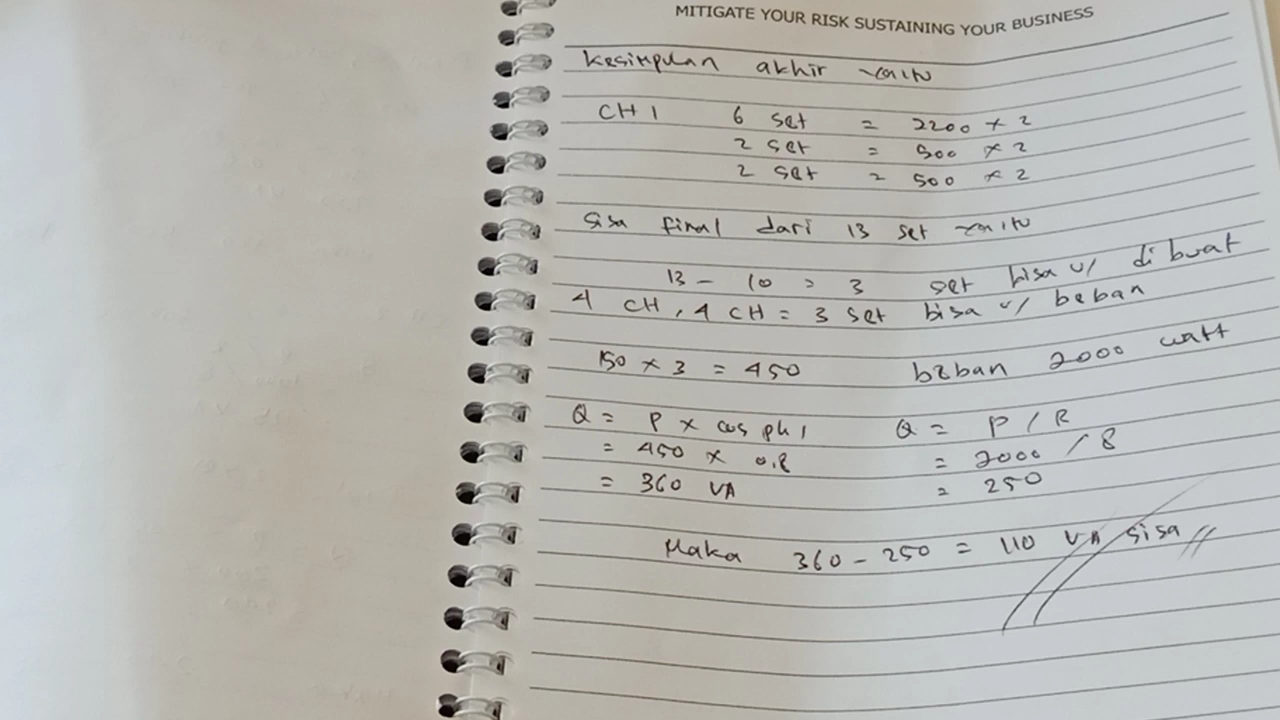 MITIGATE YOUR RISK SUSTAINING YOUR BUSINESS
kesimpulan akhir yaitu
CH 1 6 set = 2200 x 2
2 set = 500 x 2
2 set = 500 x 2
Sisa final dari 13 set yaitu
13 - 10 = 3 set bisa u/ dibuat
4 CH, 4 CH = 3 set bisa u/ beban
150 x 3 = 450 beban 2000 watt
Q = P x cos phi Q = P / R
= 450 x 0,8 = 2000 / 8
= 360 VA = 250
Maka 360 - 250 = 110 VA sisa //